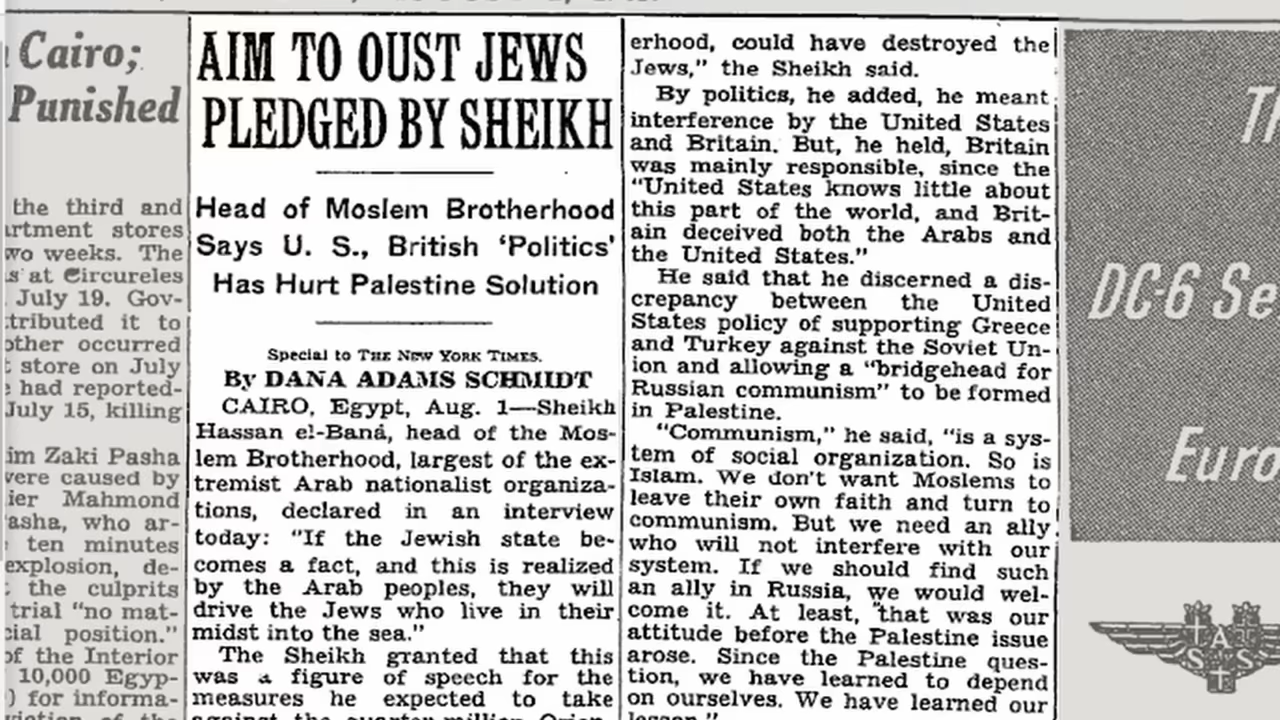 Cairo;
Punished
the third and
stores
weeks. The
at Circureles
July 19. Gov-
it to
other occurred
store on July
had reported-
July 15, killing
Zaki Pasha
were caused by
Mahmond
who ar-
ten minutes
explosion, de-
the culprits
trial "no mat-
position."
of the Interior
10,000 Egyp-
) for informa-
of the
AIM TO OUST JEWS
PLEDGED BY SHEIKH
Head of Moslem Brotherhood
Says U. S., British 'Politics'
Has Hurt Palestine Solution
Special to THE NEW YORK TIMES.
By DANA ADAMS SCHMIDT
CAIRO, Egypt, Aug. 1—Sheikh
Hassan el-Bana, head of the Mos-
lem Brotherhood, largest of the ex-
tremist Arab nationalist organiza-
tions, declared in an interview
today: "If the Jewish state be-
comes a fact, and this is realized
by the Arab peoples, they will
drive the Jews who live in their
midst into the sea."
The Sheikh granted that this
was a figure of speech for the
measures he expected to take
against the quarter-million Orien-
erhood, could have destroyed the
Jews," the Sheikh said.
By politics, he added, he meant
interference by the United States
and Britain. But, he held, Britain
was mainly responsible, since the
"United States knows little about
this part of the world, and Brit-
ain deceived both the Arabs and
the United States."
He said that he discerned a dis-
crepancy between the United
States policy of supporting Greece
and Turkey against the Soviet Un-
ion and allowing a "bridgehead for
Russian communism" to be formed
in Palestine.
"Communism," he said, "is a sys-
tem of social organization. So is
Islam. We don't want Moslems to
leave their own faith and turn to
communism. But we need an ally
who will not interfere with our
system. If we should find such
an ally in Russia, we would wel-
come it. At least, that was our
attitude before the Palestine issue
arose. Since the Palestine ques-
tion, we have learned to depend
on ourselves. We have learned our
lesson."
DC-6 Se
Euro
SAS